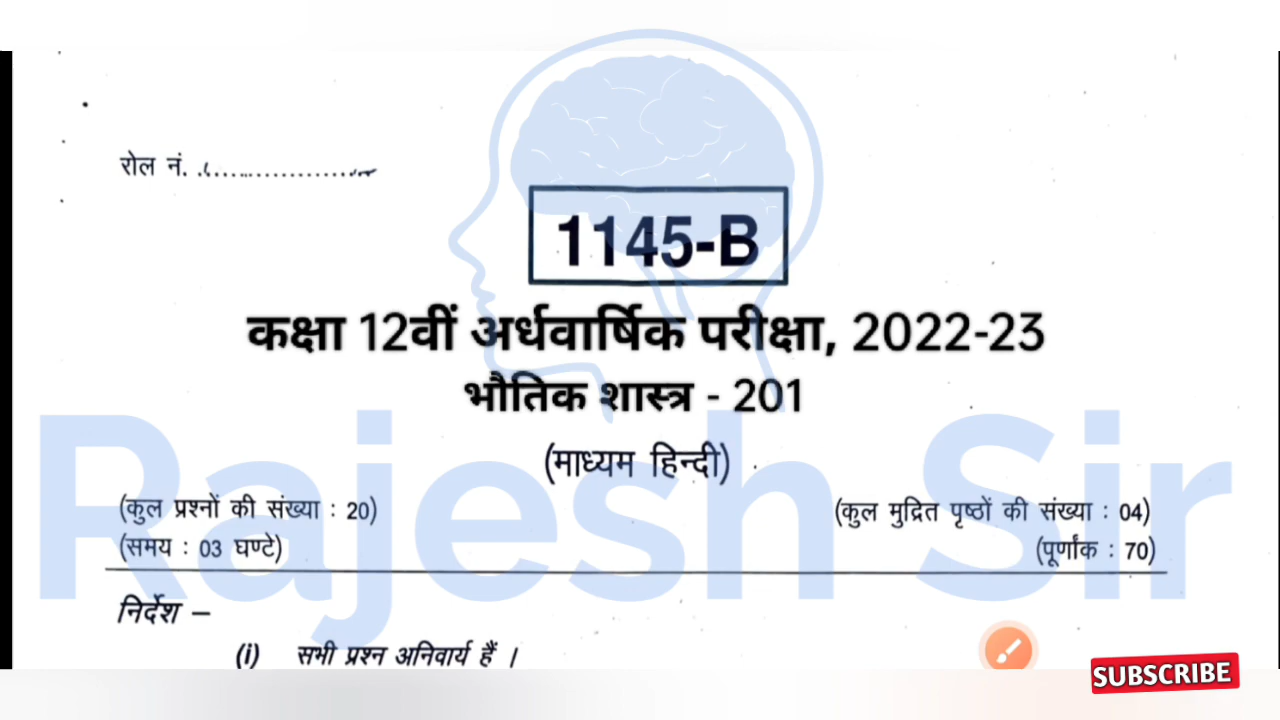 रोल नं. ........................
1145-B
कक्षा 12वीं अर्धवार्षिक परीक्षा, 2022-23
भौतिक शास्त्र - 201
(माध्यम हिन्दी)
(कुल प्रश्नों की संख्या : 20)
(कुल मुद्रित पृष्ठों की संख्या : 04)
(समय : 03 घण्टे)
(पूर्णांक : 70)
निर्देश –
(i) सभी प्रश्न अनिवार्य हैं ।
Rajesh Sir
SUBSCRIBE